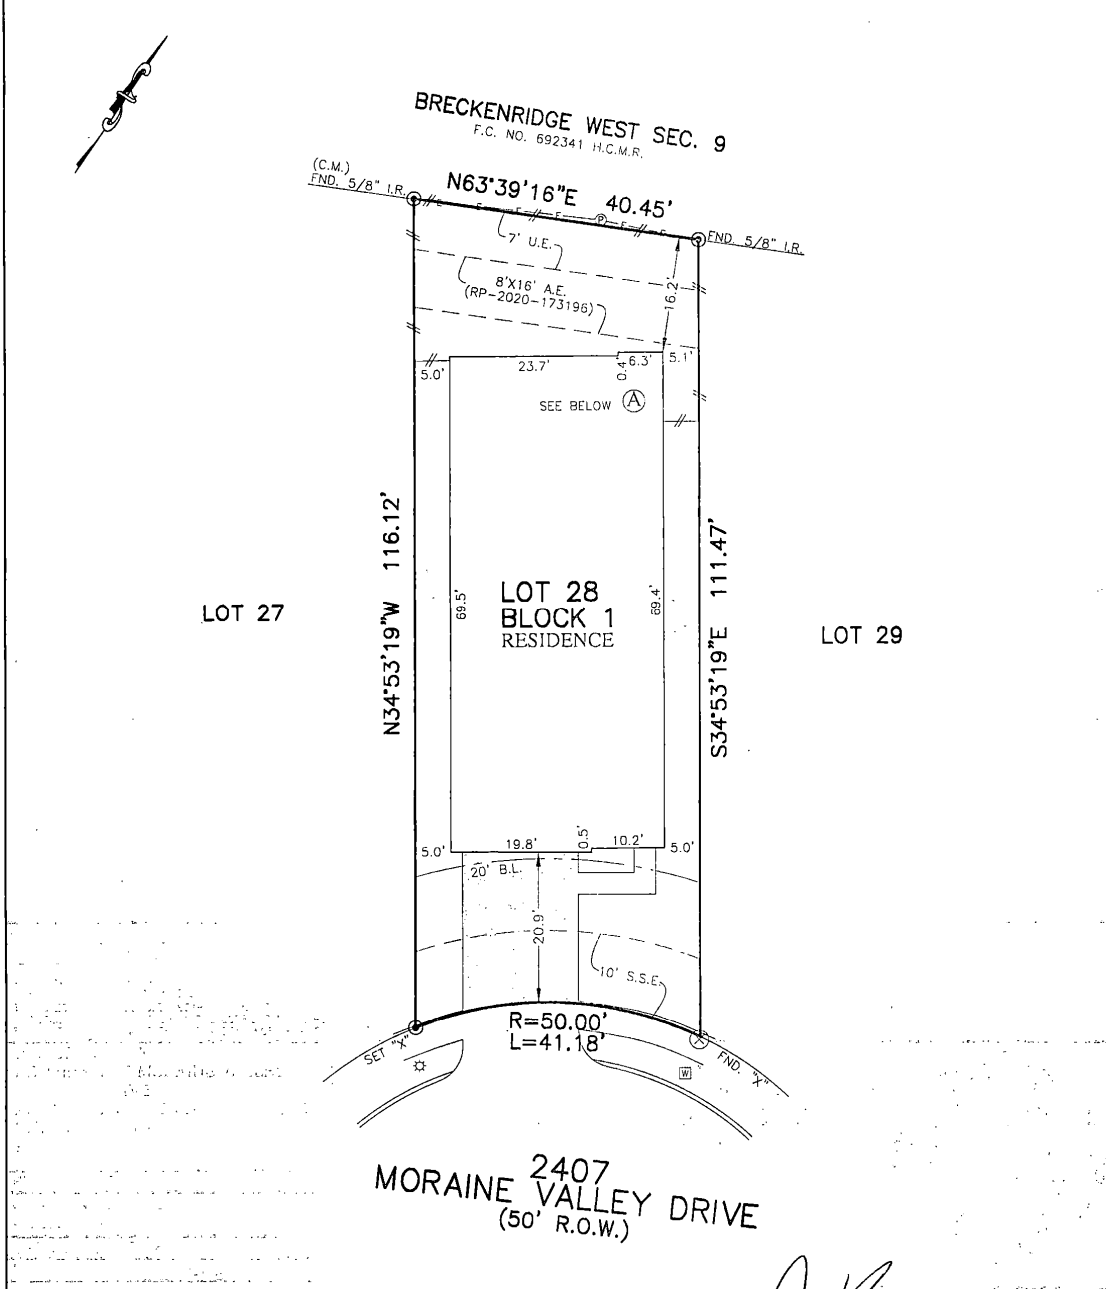 BRECKENRIDGE WEST SEC. 9
F.C. NO. 692341 H.C.M.R.
(C.M.)
FND. 5/8" I.R.
N63°39'16"E 40.45'
FND. 5/8" I.R.
7' U.E.
8'X16' A.E.
(RP-2020-173196)
16.2'
23.7'
0.4
6.3'
5.1'
5.0'
SEE BELOW A
N34°53'19"W 116.12'
S34°53'19"E 111.47'
69.5'
69.4'
LOT 28
BLOCK 1
RESIDENCE
LOT 27
LOT 29
5.0'
19.8'
0.5'
10.2'
5.0'
20' B.L.
20.9'
10' S.S.E.
R=50.00'
L=41.18'
SET "X"
FND. "X"
W
2407
MORAINE VALLEY DRIVE
(50' R.O.W.)